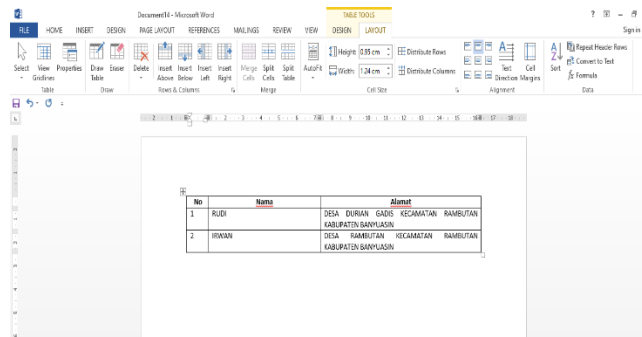 Document14 - Microsoft Word
TABLE TOOLS
FILE HOME INSERT DESIGN PAGE LAYOUT REFERENCES MAILINGS REVIEW VIEW DESIGN LAYOUT Sign in
Select View Gridlines Properties Draw Table Eraser Delete Insert Above Insert Below Insert Left Insert Right Merge Cells Split Cells Split Table AutoFit Height: 0.95 cm Distribute Rows Text Direction Cell Margins Sort Repeat Header Rows
Width: 1.24 cm Distribute Columns Convert to Text
Formula
Table Draw Rows & Columns Merge Cell Size Alignment Data
No Nama Alamat
1 RUDI DESA DURIAN GADIS KECAMATAN RAMBUTAN
KABUPATEN BANYUASIN
2 IRWAN DESA RAMBUTAN KECAMATAN RAMBUTAN
KABUPATEN BANYUASIN